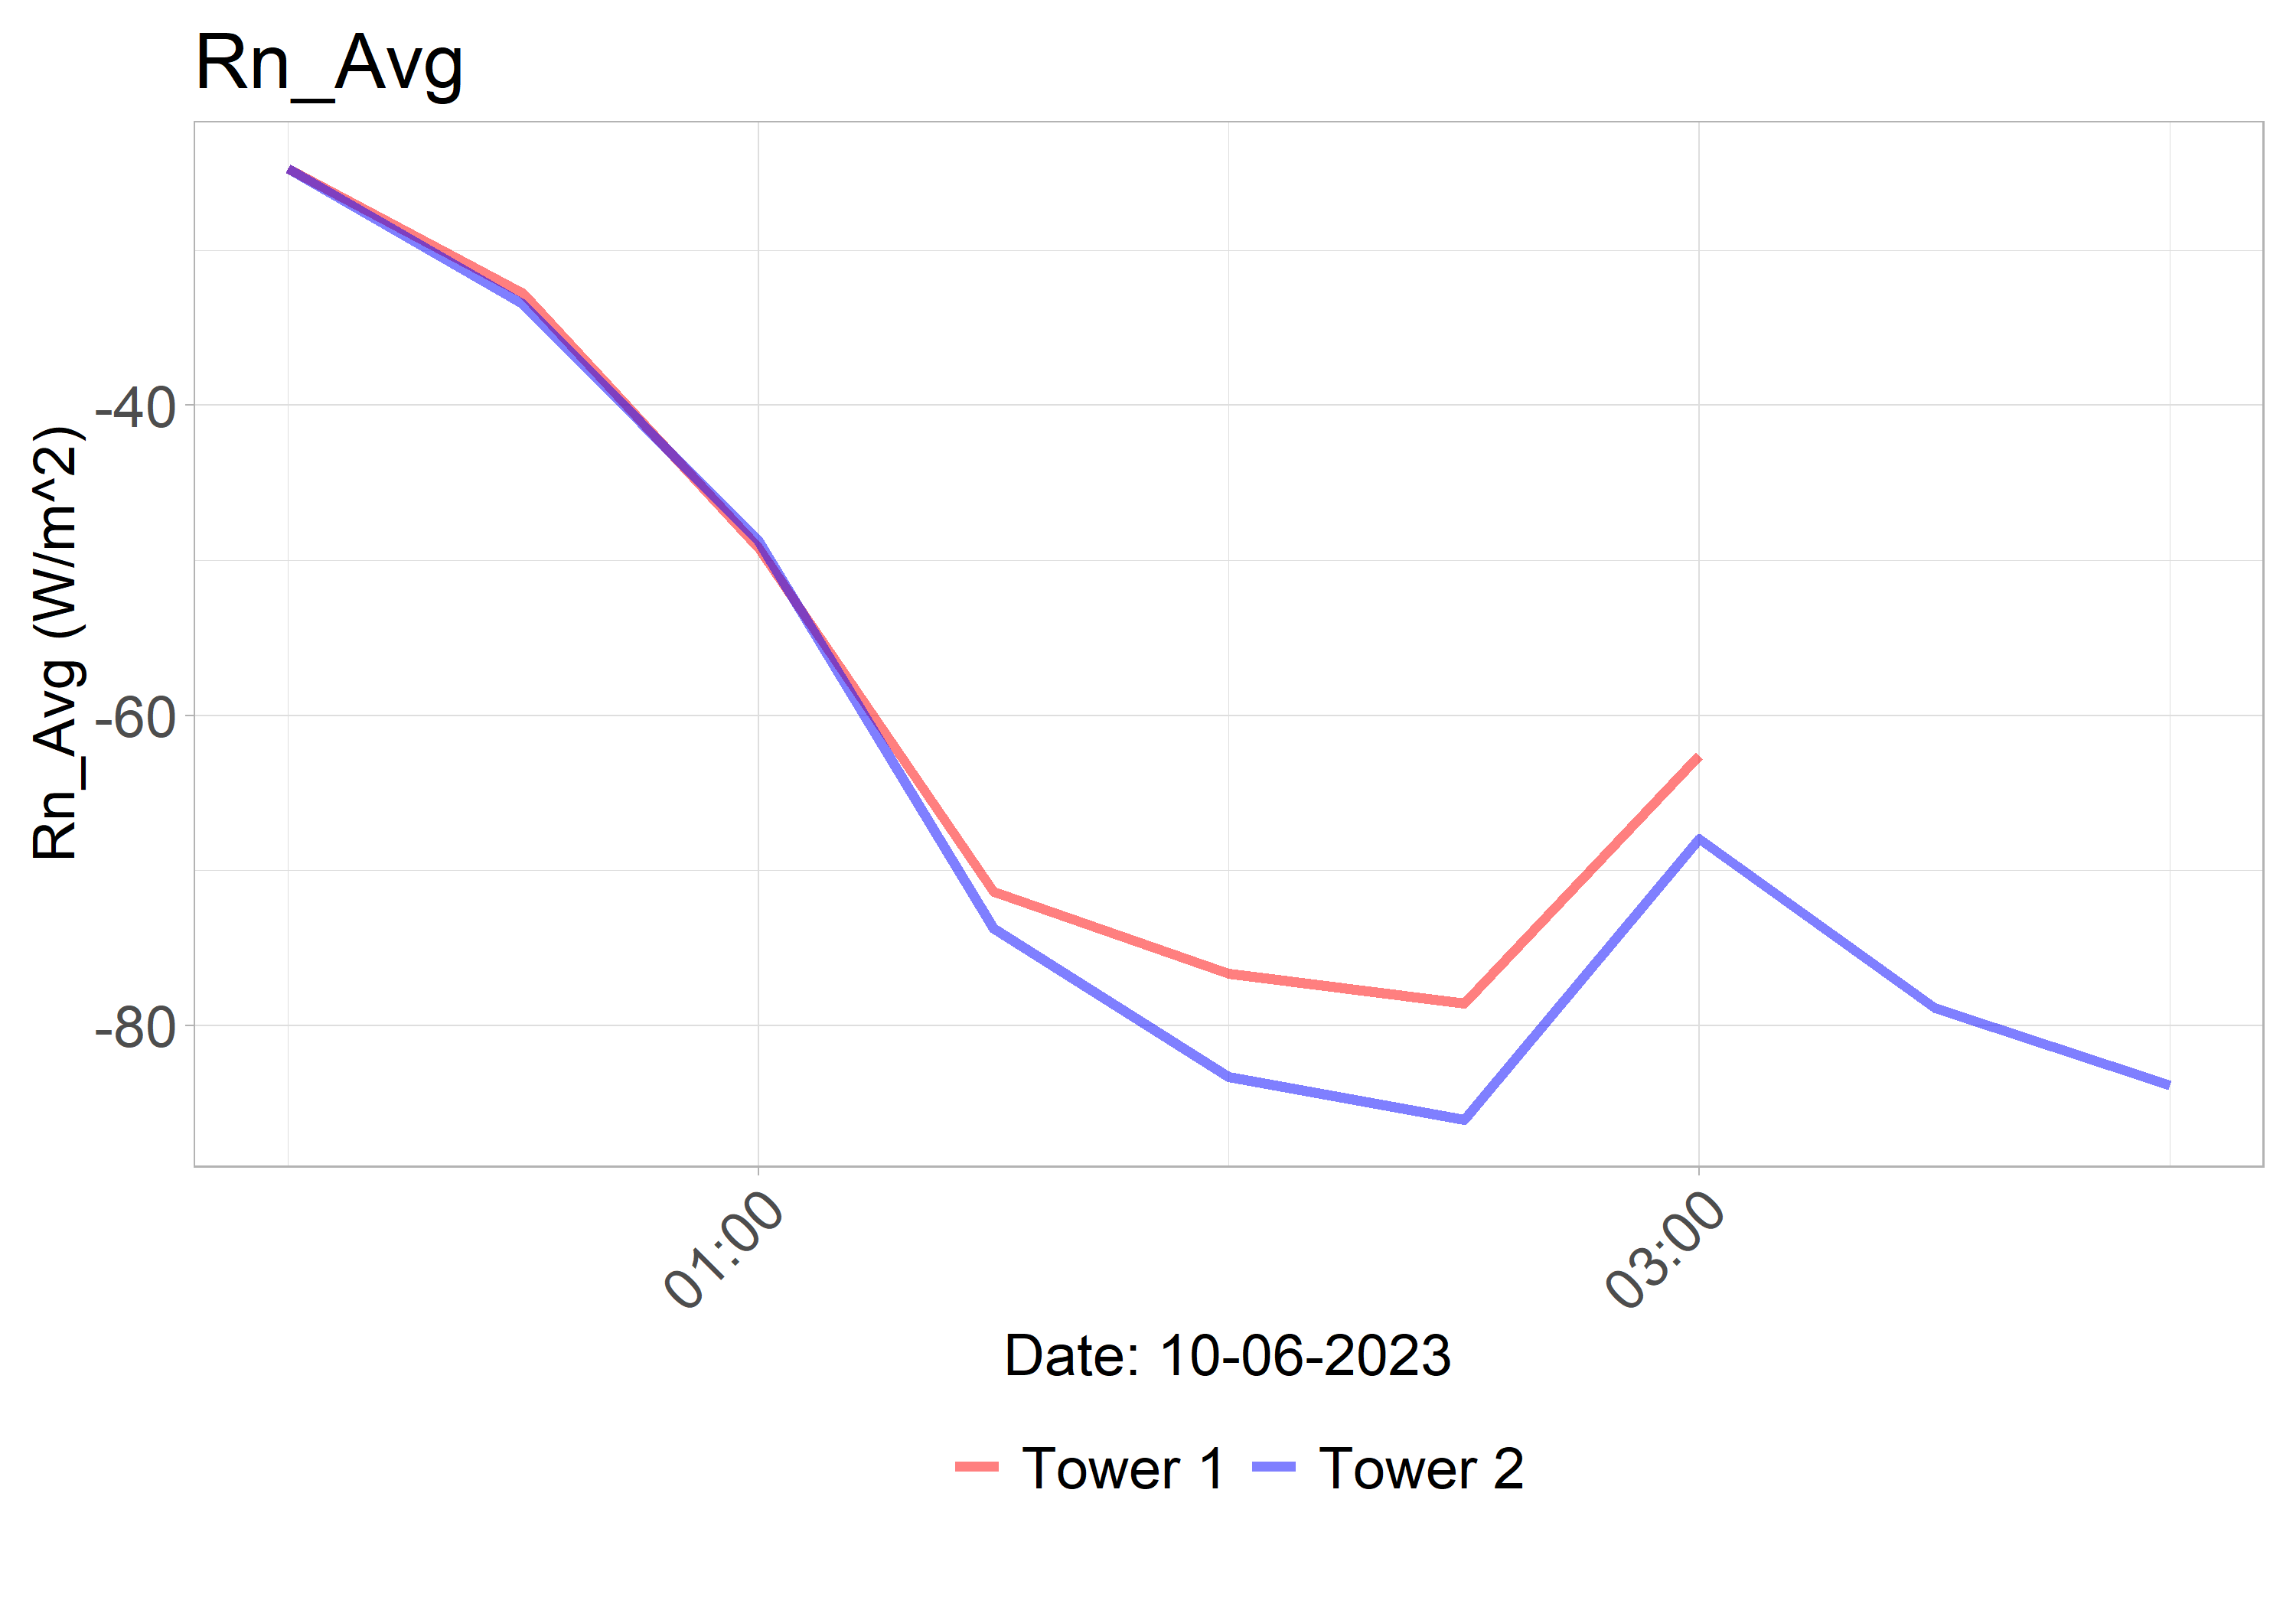 Rn_Avg
Rn_Avg (W/m^2)
-40
-60
-80
01:00
03:00
Date: 10-06-2023
Tower 1
Tower 2